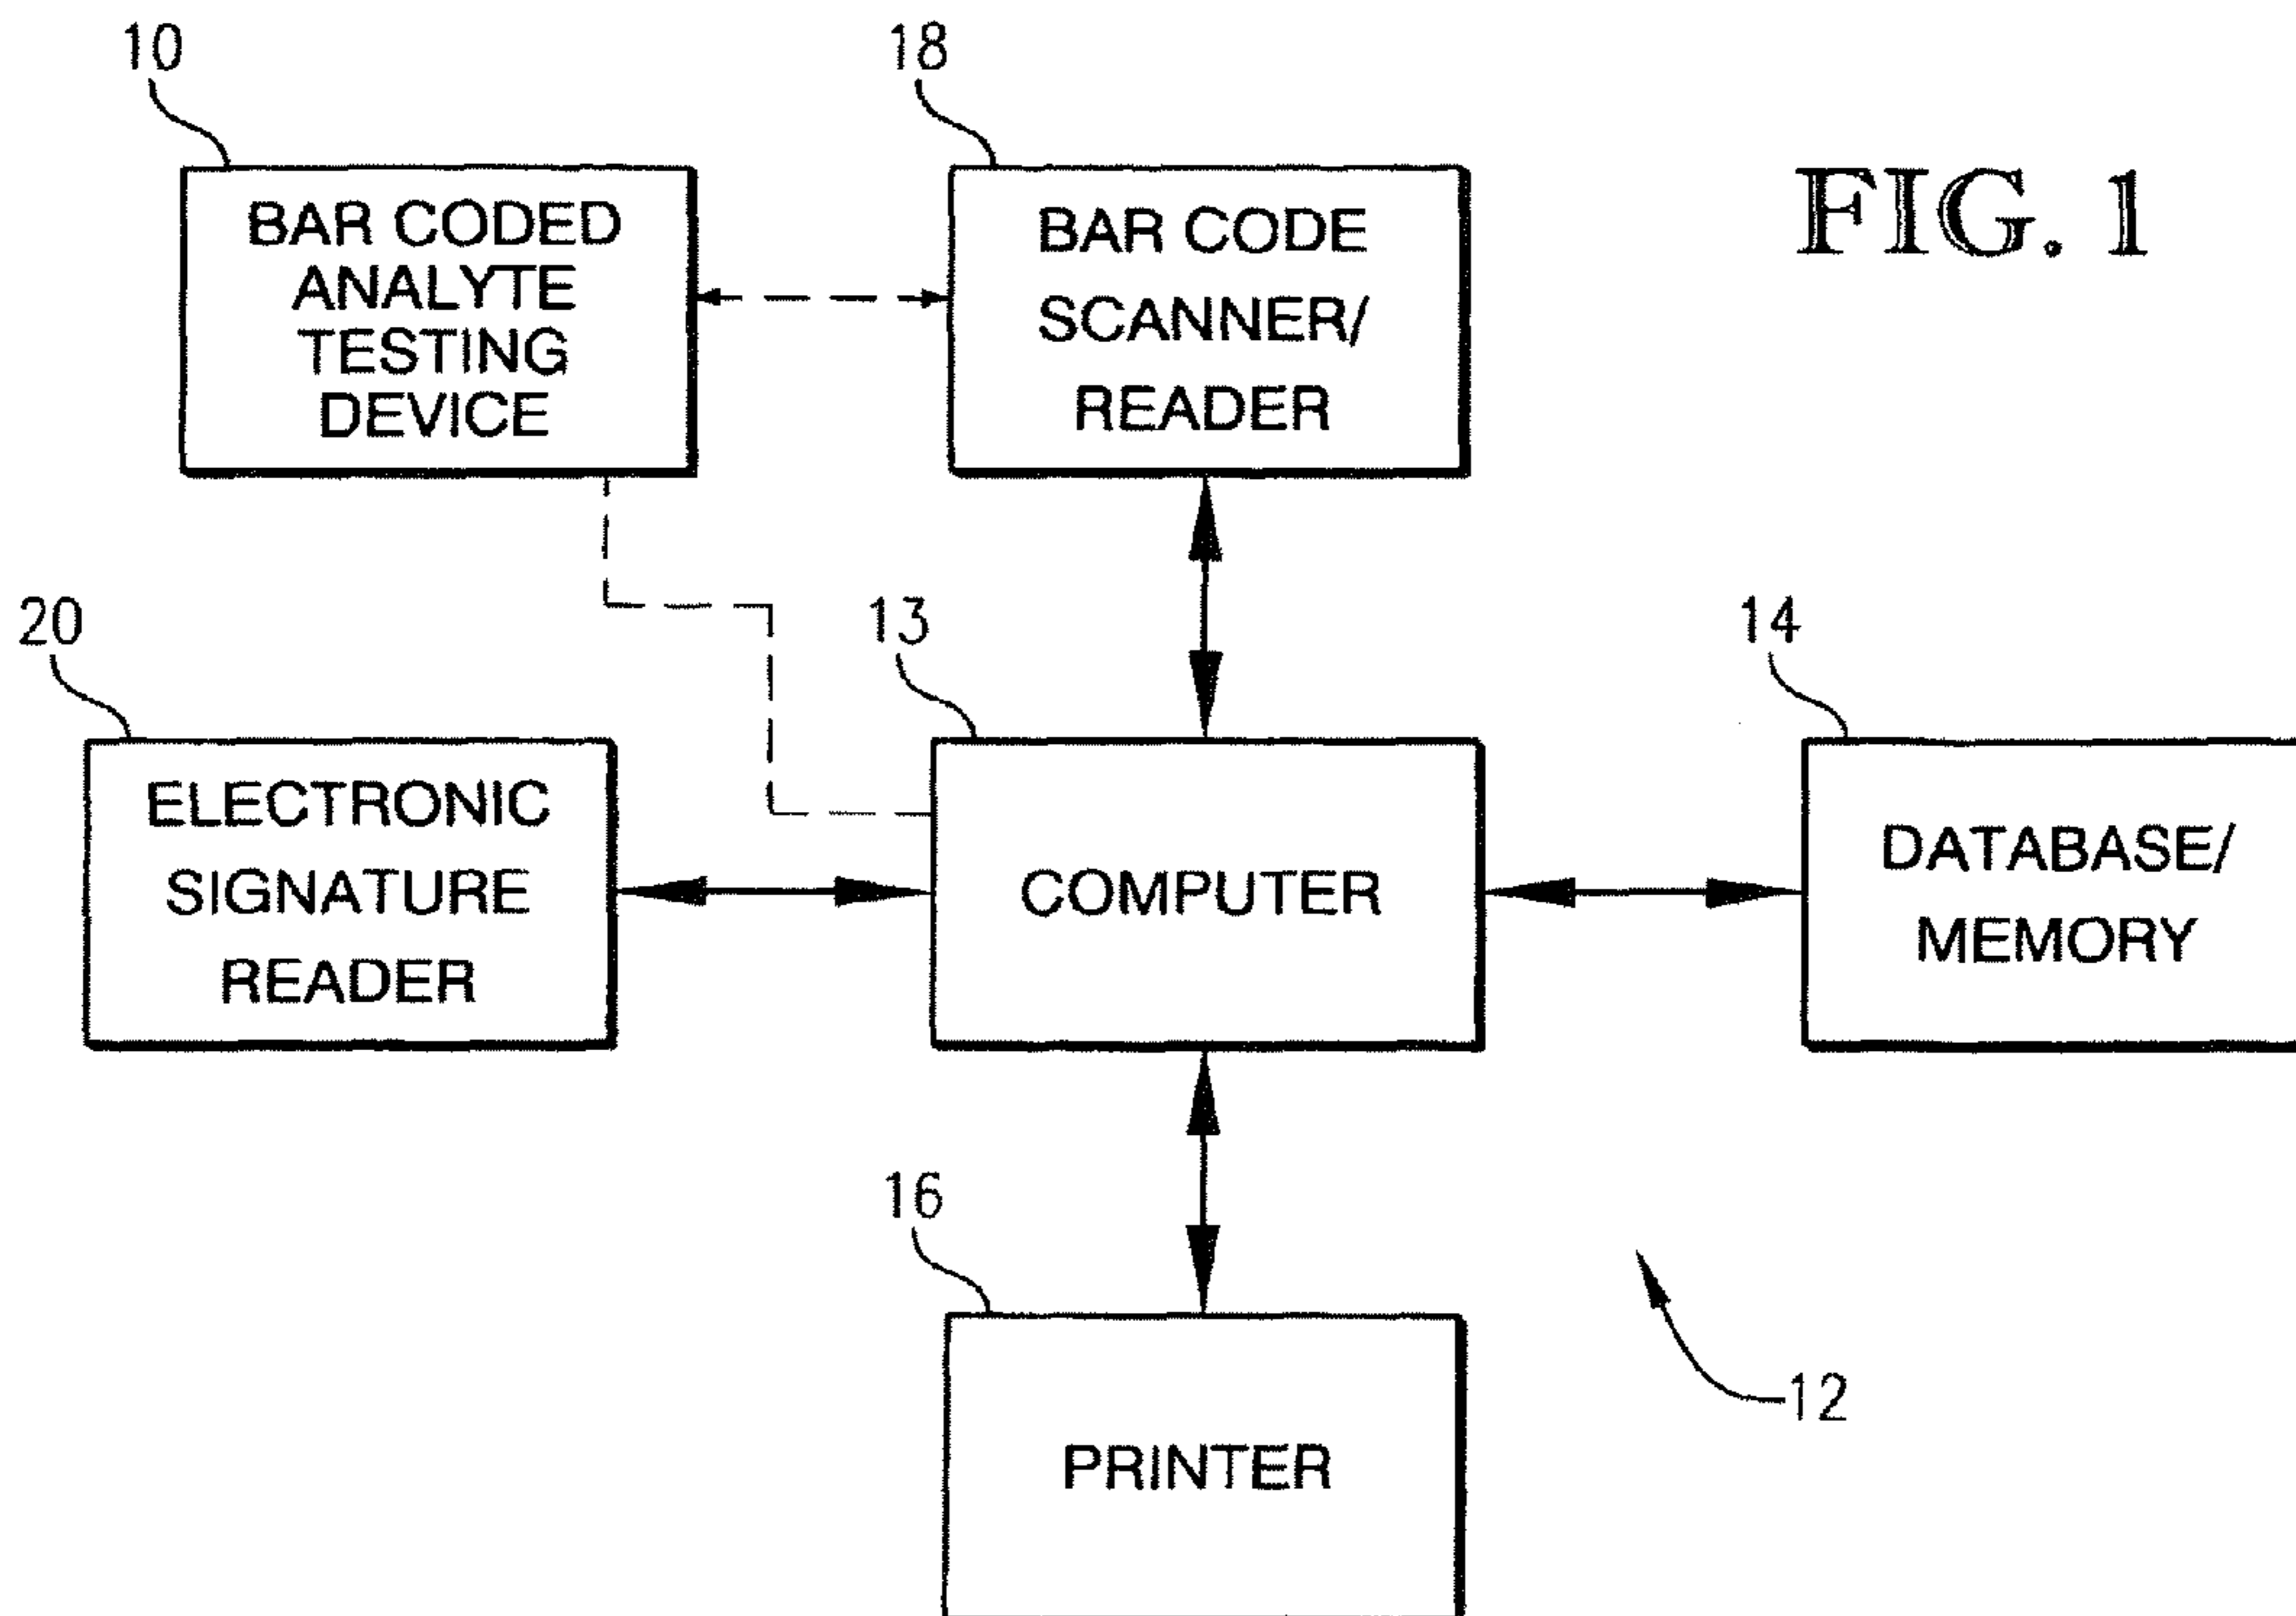 10
18
BAR CODED
ANALYTE
TESTING
DEVICE
BAR CODE
SCANNER/
READER
FIG. 1
20
13
14
ELECTRONIC
SIGNATURE
READER
COMPUTER
DATABASE/
MEMORY
16
12
PRINTER